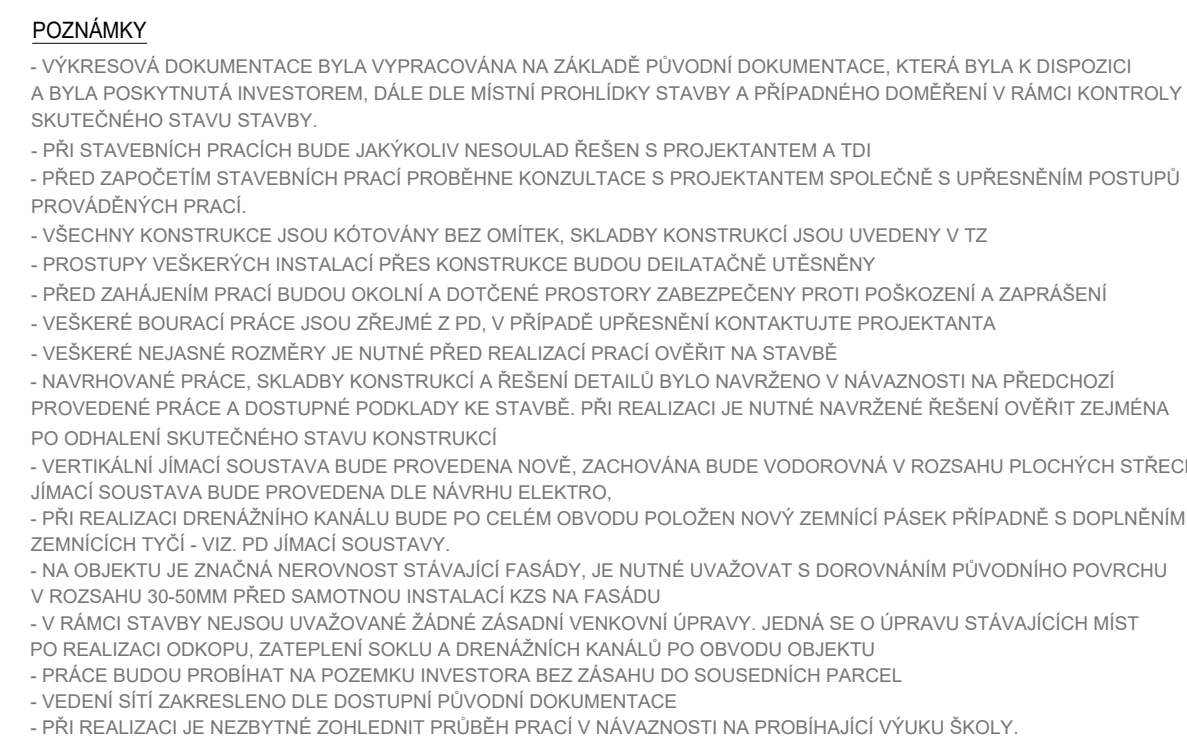 POZNÁMKY
- VÝKRESOVÁ DOKUMENTACE BYLA VYPRACOVÁNA NA ZÁKLADĚ PŮVODNÍ DOKUMENTACE, KTERÁ BYLA K DISPOZICI
A BYLA POSKYTNUTÁ INVESTOREM, DÁLE DLE MÍSTNÍ PROHLÍDKY STAVBY A PŘÍPADNÉHO DOMĚŘENÍ V RÁMCI KONTROLY
SKUTEČNÉHO STAVU STAVBY.
- PŘI STAVEBNÍCH PRACÍCH BUDE JAKÝKOLIV NESOULAD ŘEŠEN S PROJEKTANTEM A TDI
- PŘED ZAPOČETÍM STAVEBNÍCH PRACÍ PROBĚHNE KONZULTACE S PROJEKTANTEM SPOLEČNĚ S UPŘESNĚNÍM POSTUPŮ
PROVÁDĚNÝCH PRACÍ.
- VŠECHNY KONSTRUKCE JSOU KÓTOVÁNY BEZ OMÍTEK, SKLADBY KONSTRUKCÍ JSOU UVEDENY V TZ
- PROSTUPY VEŠKERÝCH INSTALACÍ PŘES KONSTRUKCE BUDOU DEILATAČNĚ UTĚSNĚNY
- PŘED ZAHÁJENÍM PRACÍ BUDOU OKOLNÍ A DOTČENÉ PROSTORY ZABEZPEČENY PROTI POŠKOZENÍ A ZAPRÁŠENÍ
- VEŠKERÉ BOURACÍ PRÁCE JSOU ZŘEJMÉ Z PD, V PŘÍPADĚ UPŘESNĚNÍ KONTAKTUJTE PROJEKTANTA
- VEŠKERÉ NEJASNÉ ROZMĚRY JE NUTNÉ PŘED REALIZACÍ PRACÍ OVĚŘIT NA STAVBĚ
- NAVRHOVANÉ PRÁCE, SKLADBY KONSTRUKCÍ A ŘEŠENÍ DETAILŮ BYLO NAVRŽENO V NÁVAZNOSTI NA PŘEDCHOZÍ
PROVEDENÉ PRÁCE A DOSTUPNÉ PODKLADY KE STAVBĚ. PŘI REALIZACI JE NUTNÉ NAVRŽENÉ ŘEŠENÍ OVĚŘIT ZEJMÉNA
PO ODHALENÍ SKUTEČNÉHO STAVU KONSTRUKCÍ
- VERTIKÁLNÍ JÍMACÍ SOUSTAVA BUDE PROVEDENA NOVĚ, ZACHOVÁNA BUDE VODOROVNÁ V ROZSAHU PLOCHÝCH STŘECH
JÍMACÍ SOUSTAVA BUDE PROVEDENA DLE NÁVRHU ELEKTRO,
- PŘI REALIZACI DRENÁŽNÍHO KANÁLU BUDE PO CELÉM OBVODU POLOŽEN NOVÝ ZEMNÍCÍ PÁSEK PŘÍPADNĚ S DOPLNĚNÍM
ZEMNÍCÍCH TYČÍ - VIZ. PD JÍMACÍ SOUSTAVY.
- NA OBJEKTU JE ZNAČNÁ NEROVNOST STÁVAJÍCÍ FASÁDY, JE NUTNÉ UVAŽOVAT S DOROVNÁNÍM PŮVODNÍHO POVRCHU
V ROZSAHU 30-50MM PŘED SAMOTNOU INSTALACÍ KZS NA FASÁDU
- V RÁMCI STAVBY NEJSOU UVAŽOVANÉ ŽÁDNÉ ZÁSADNÍ VENKOVNÍ ÚPRAVY. JEDNÁ SE O ÚPRAVU STÁVAJÍCÍCH MÍST
PO REALIZACI ODKOPU, ZATEPLENÍ SOKLU A DRENÁŽNÍCH KANÁLŮ PO OBVODU OBJEKTU
- PRÁCE BUDOU PROBÍHAT NA POZEMKU INVESTORA BEZ ZÁSAHU DO SOUSEDNÍCH PARCEL
- VEDENÍ SÍTÍ ZAKRESLENO DLE DOSTUPNÍ PŮVODNÍ DOKUMENTACE
- PŘI REALIZACI JE NEZBYTNÉ ZOHLEDNIT PRŮBĚH PRACÍ V NÁVAZNOSTI NA PROBÍHAJÍCÍ VÝUKU ŠKOLY.